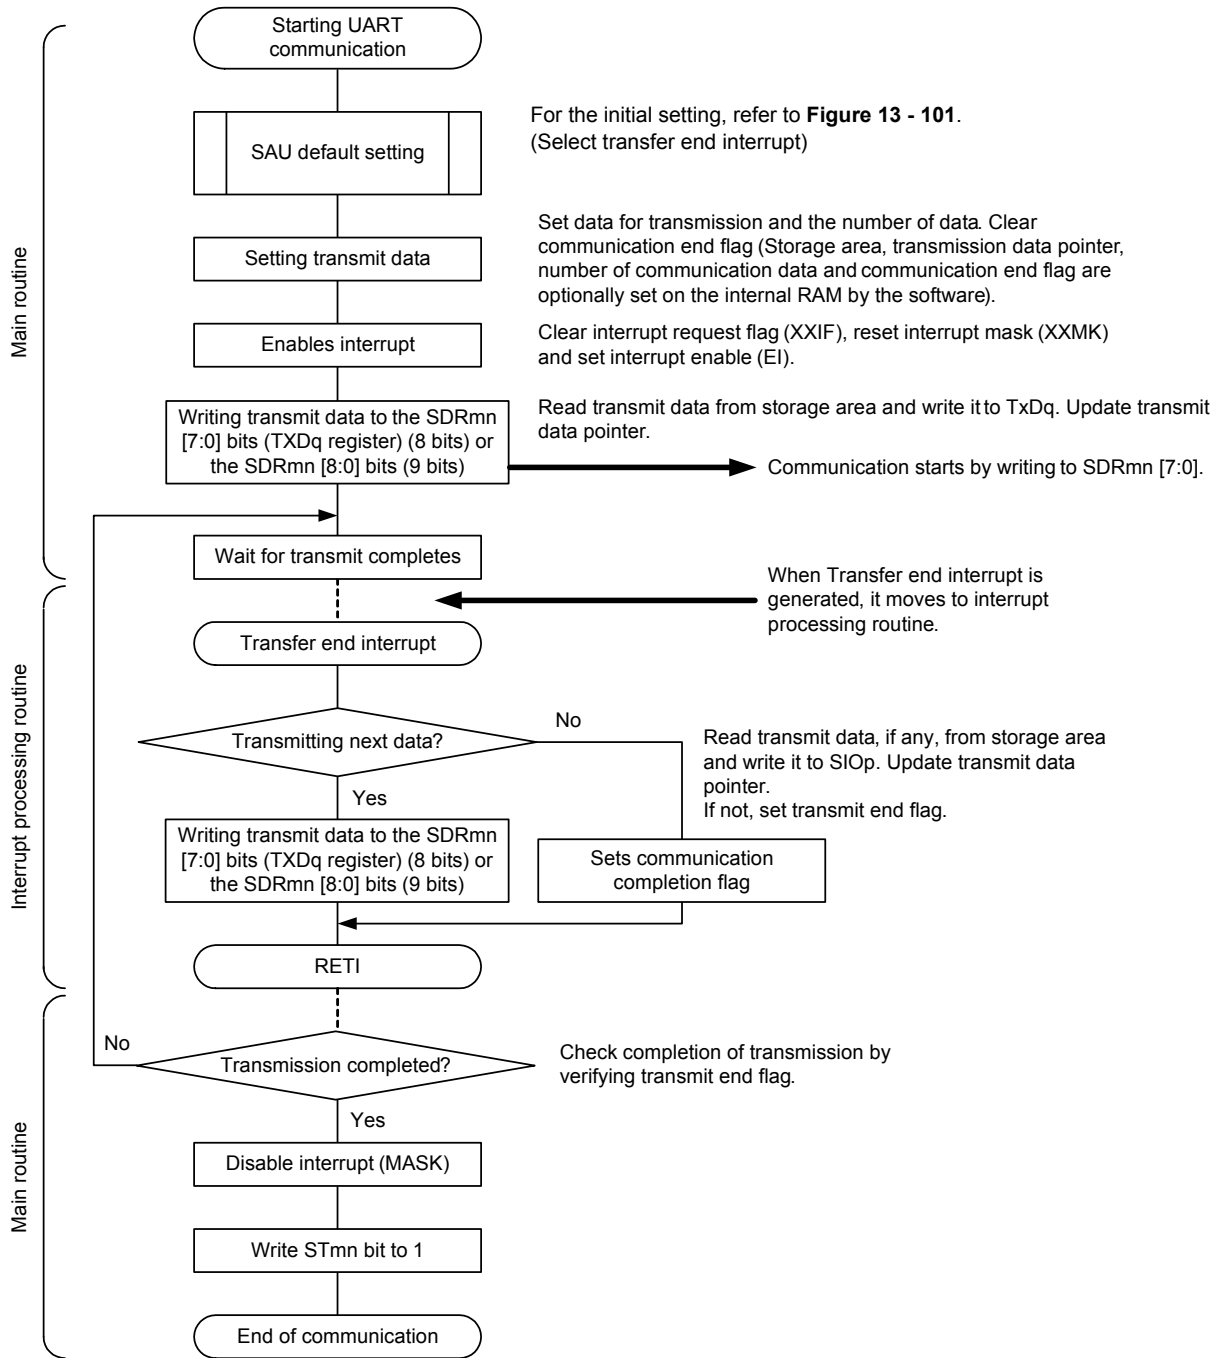 Starting UART
communication
For the initial setting, refer to Figure 13 - 101.
(Select transfer end interrupt)
SAU default setting
Set data for transmission and the number of data. Clear
communication end flag (Storage area, transmission data pointer,
number of communication data and communication end flag are
optionally set on the internal RAM by the software).
Setting transmit data
Main routine
Enables interrupt
Clear interrupt request flag (XXIF), reset interrupt mask (XXMK)
and set interrupt enable (EI).
Writing transmit data to the SDRmn
[7:0] bits (TXDq register) (8 bits) or
the SDRmn [8:0] bits (9 bits)
Read transmit data from storage area and write it to TxDq. Update transmit
data pointer.
Communication starts by writing to SDRmn [7:0].
Wait for transmit completes
When Transfer end interrupt is
generated, it moves to interrupt
processing routine.
Transfer end interrupt
Interrupt processing routine
Transmitting next data?
No
Yes
Read transmit data, if any, from storage area
and write it to SIOp. Update transmit data
pointer.
If not, set transmit end flag.
Writing transmit data to the SDRmn
[7:0] bits (TXDq register) (8 bits) or
the SDRmn [8:0] bits (9 bits)
Sets communication
completion flag
RETI
No
Transmission completed?
Check completion of transmission by
verifying transmit end flag.
Yes
Main routine
Disable interrupt (MASK)
Write STmn bit to 1
End of communication